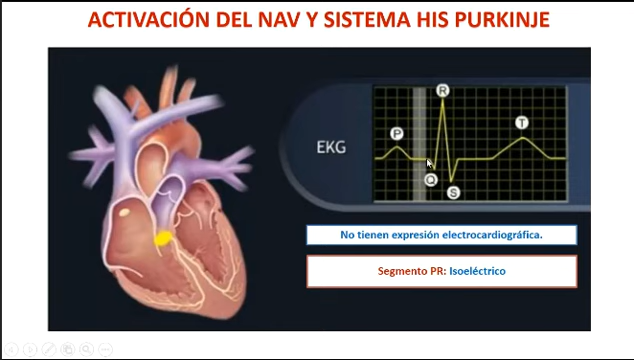 ACTIVACIÓN DEL NAV Y SISTEMA HIS PURKINJE
EKG
P
R
Q
S
T
No tienen expresión electrocardiográfica.
Segmento PR: Isoeléctrico